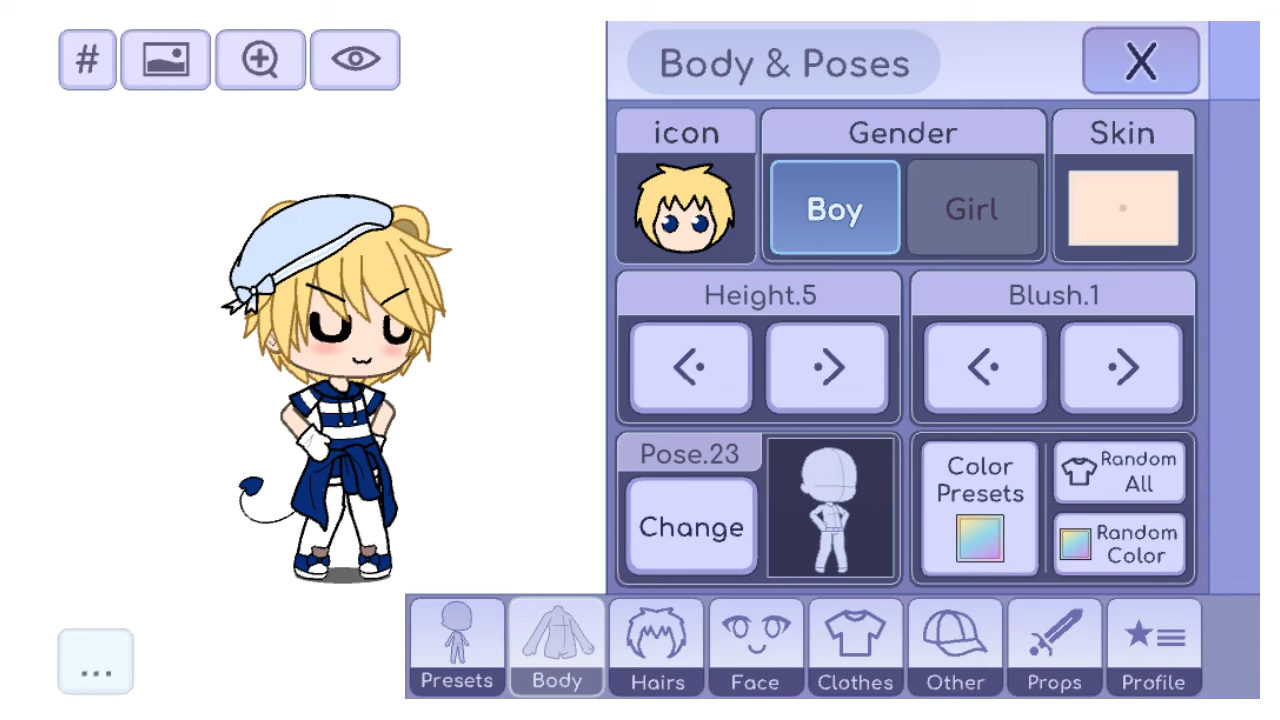 #
Body & Poses
X
icon
Gender
Skin
Boy
Girl
Height.5
Blush.1
Pose.23
Change
Color
Presets
Random
All
Random
Color
...
Presets
Body
Hairs
Face
Clothes
Other
Props
Profile